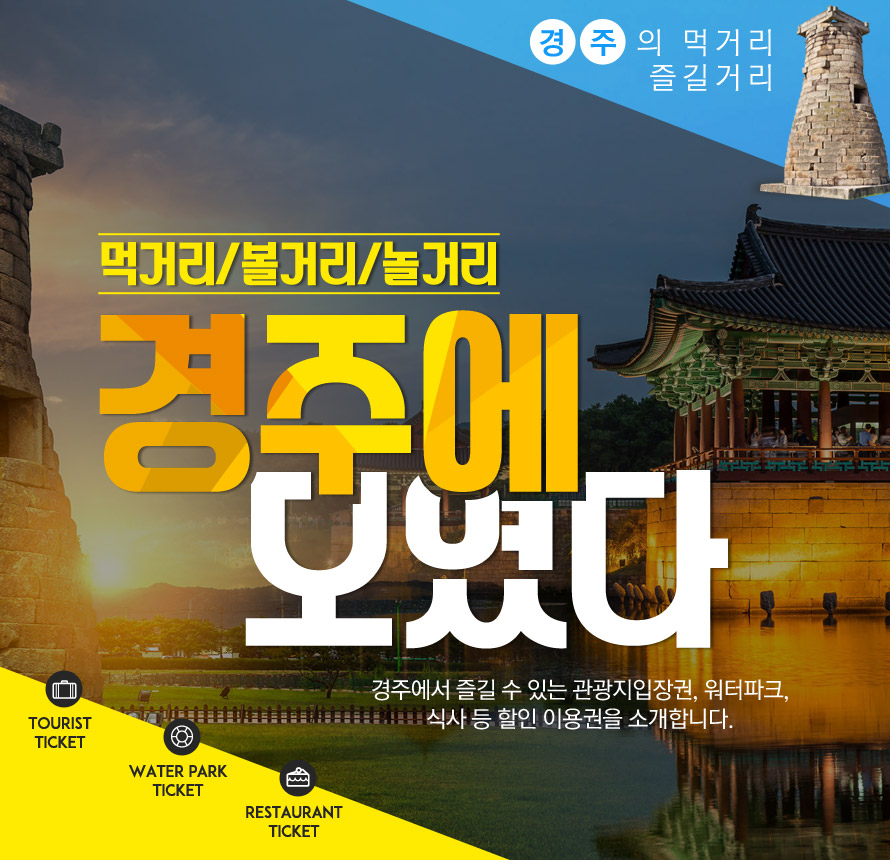 경주의 먹거리
즐길거리
먹거리/볼거리/놀거리
경주에
모였다
경주에서 즐길 수 있는 관광지입장권, 워터파크,
식사 등 할인 이용권을 소개합니다.
TOURIST
TICKET
WATER PARK
TICKET
RESTAURANT
TICKET